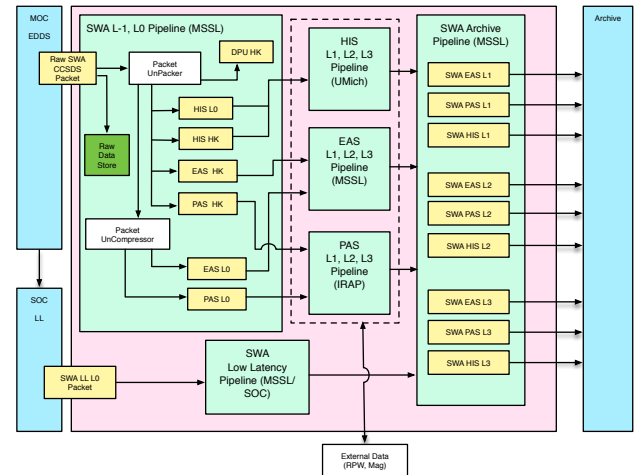 MOC
EDDS
Raw SWA
CCSDS
Packet
SWA L-1, L0 Pipeline (MSSL)
Packet
UnPacker
DPU HK
HIS L0
HIS HK
EAS HK
PAS HK
Raw
Data
Store
Packet
UnCompressor
EAS L0
PAS L0
HIS
L1, L2, L3
Pipeline
(UMich)
EAS
L1, L2, L3
Pipeline
(MSSL)
PAS
L1, L2, L3
Pipeline
(IRAP)
SWA Archive
Pipeline (MSSL)
SWA EAS L1
SWA PAS L1
SWA HIS L1
SWA EAS L2
SWA PAS L2
SWA HIS L2
SWA EAS L3
SWA PAS L3
SWA HIS L3
Archive
SOC
LL
SWA LL L0
Packet
SWA
Low Latency
Pipeline (MSSL/
SOC)
External Data
(RPW, Mag)